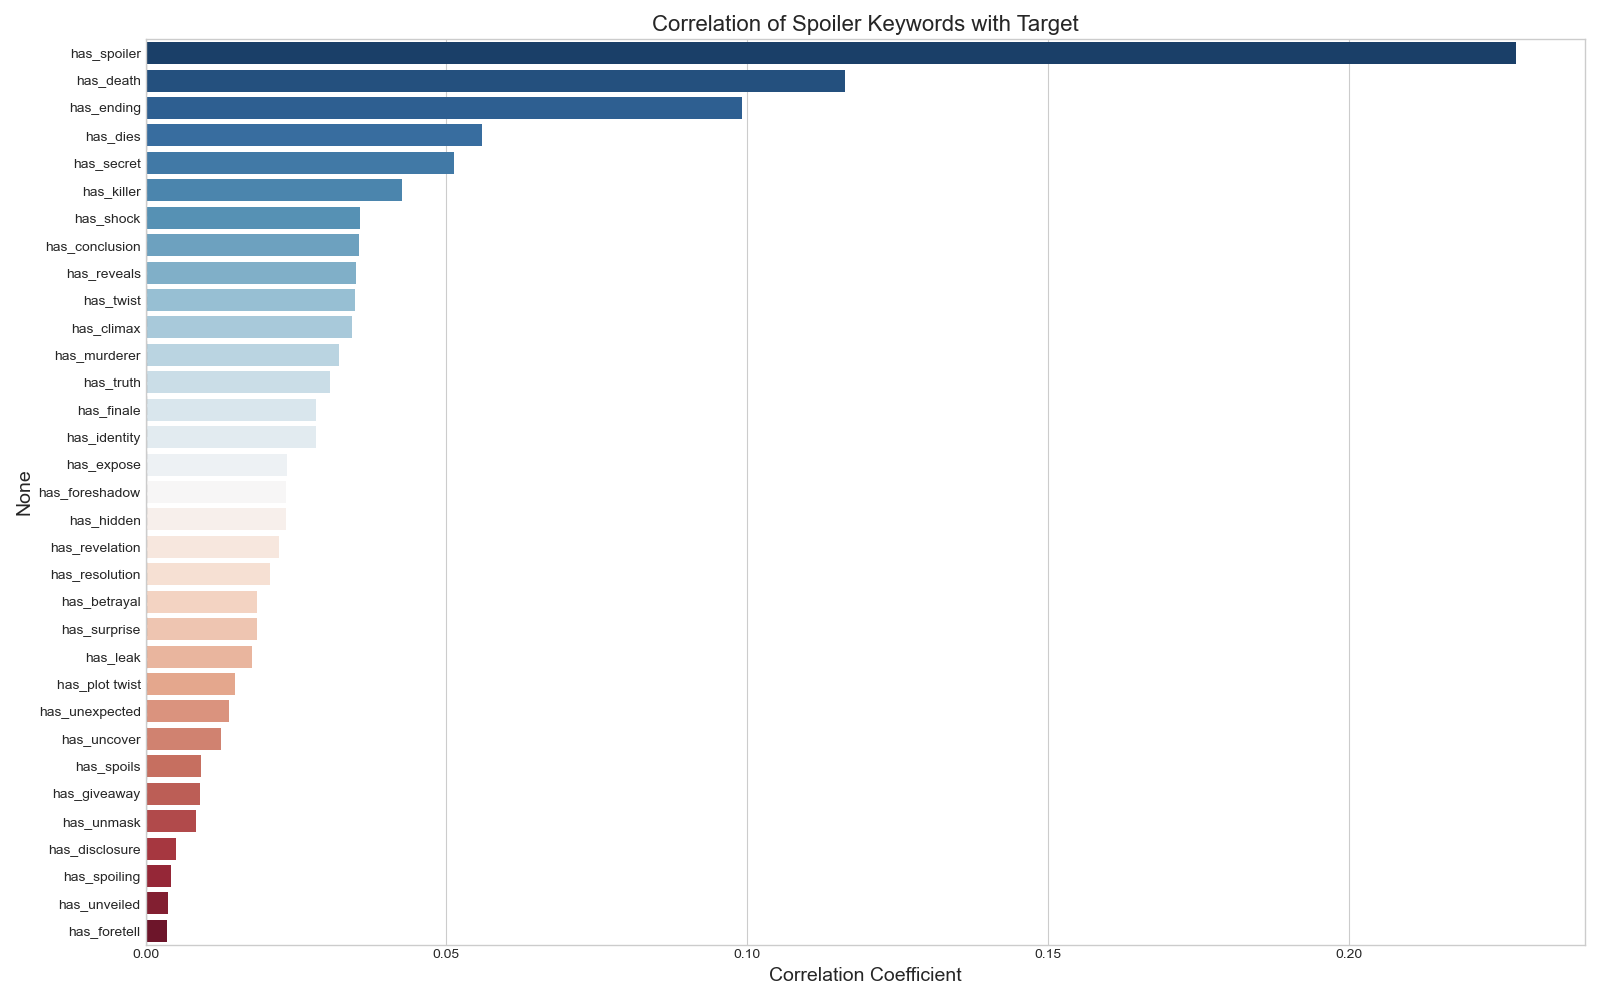 Correlation of Spoiler Keywords with Target
has_spoiler
has_death
has_ending
has_dies
has_secret
has_killer
has_shock
has_conclusion
has_reveals
has_twist
has_climax
has_murderer
has_truth
has_finale
has_identity
has_expose
has_foreshadow
has_hidden
has_revelation
has_resolution
has_betrayal
has_surprise
has_leak
has_plot twist
has_unexpected
has_uncover
has_spoils
has_giveaway
has_unmask
has_disclosure
has_spoiling
has_unveiled
has_foretell
None
0.00 0.05 0.10 0.15 0.20
Correlation Coefficient